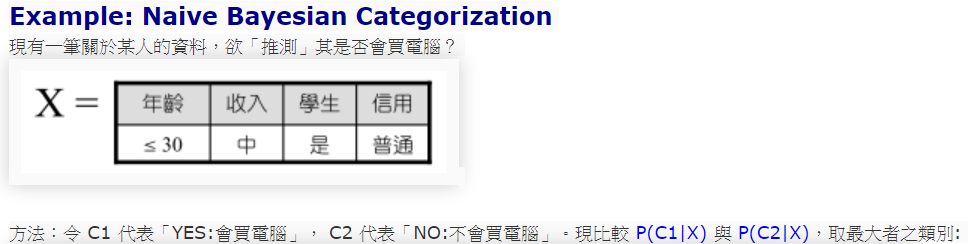 Example: Naive Bayesian Categorization
現有一筆關於某人的資料，欲「推測」其是否會買電腦？
X =
年齡 收入 學生 信用
≤ 30 中 是 普通
方法：令 C1 代表「YES:會買電腦」， C2 代表「NO:不會買電腦」。現比較 P(C1|X) 與 P(C2|X)，取最大者之類別: